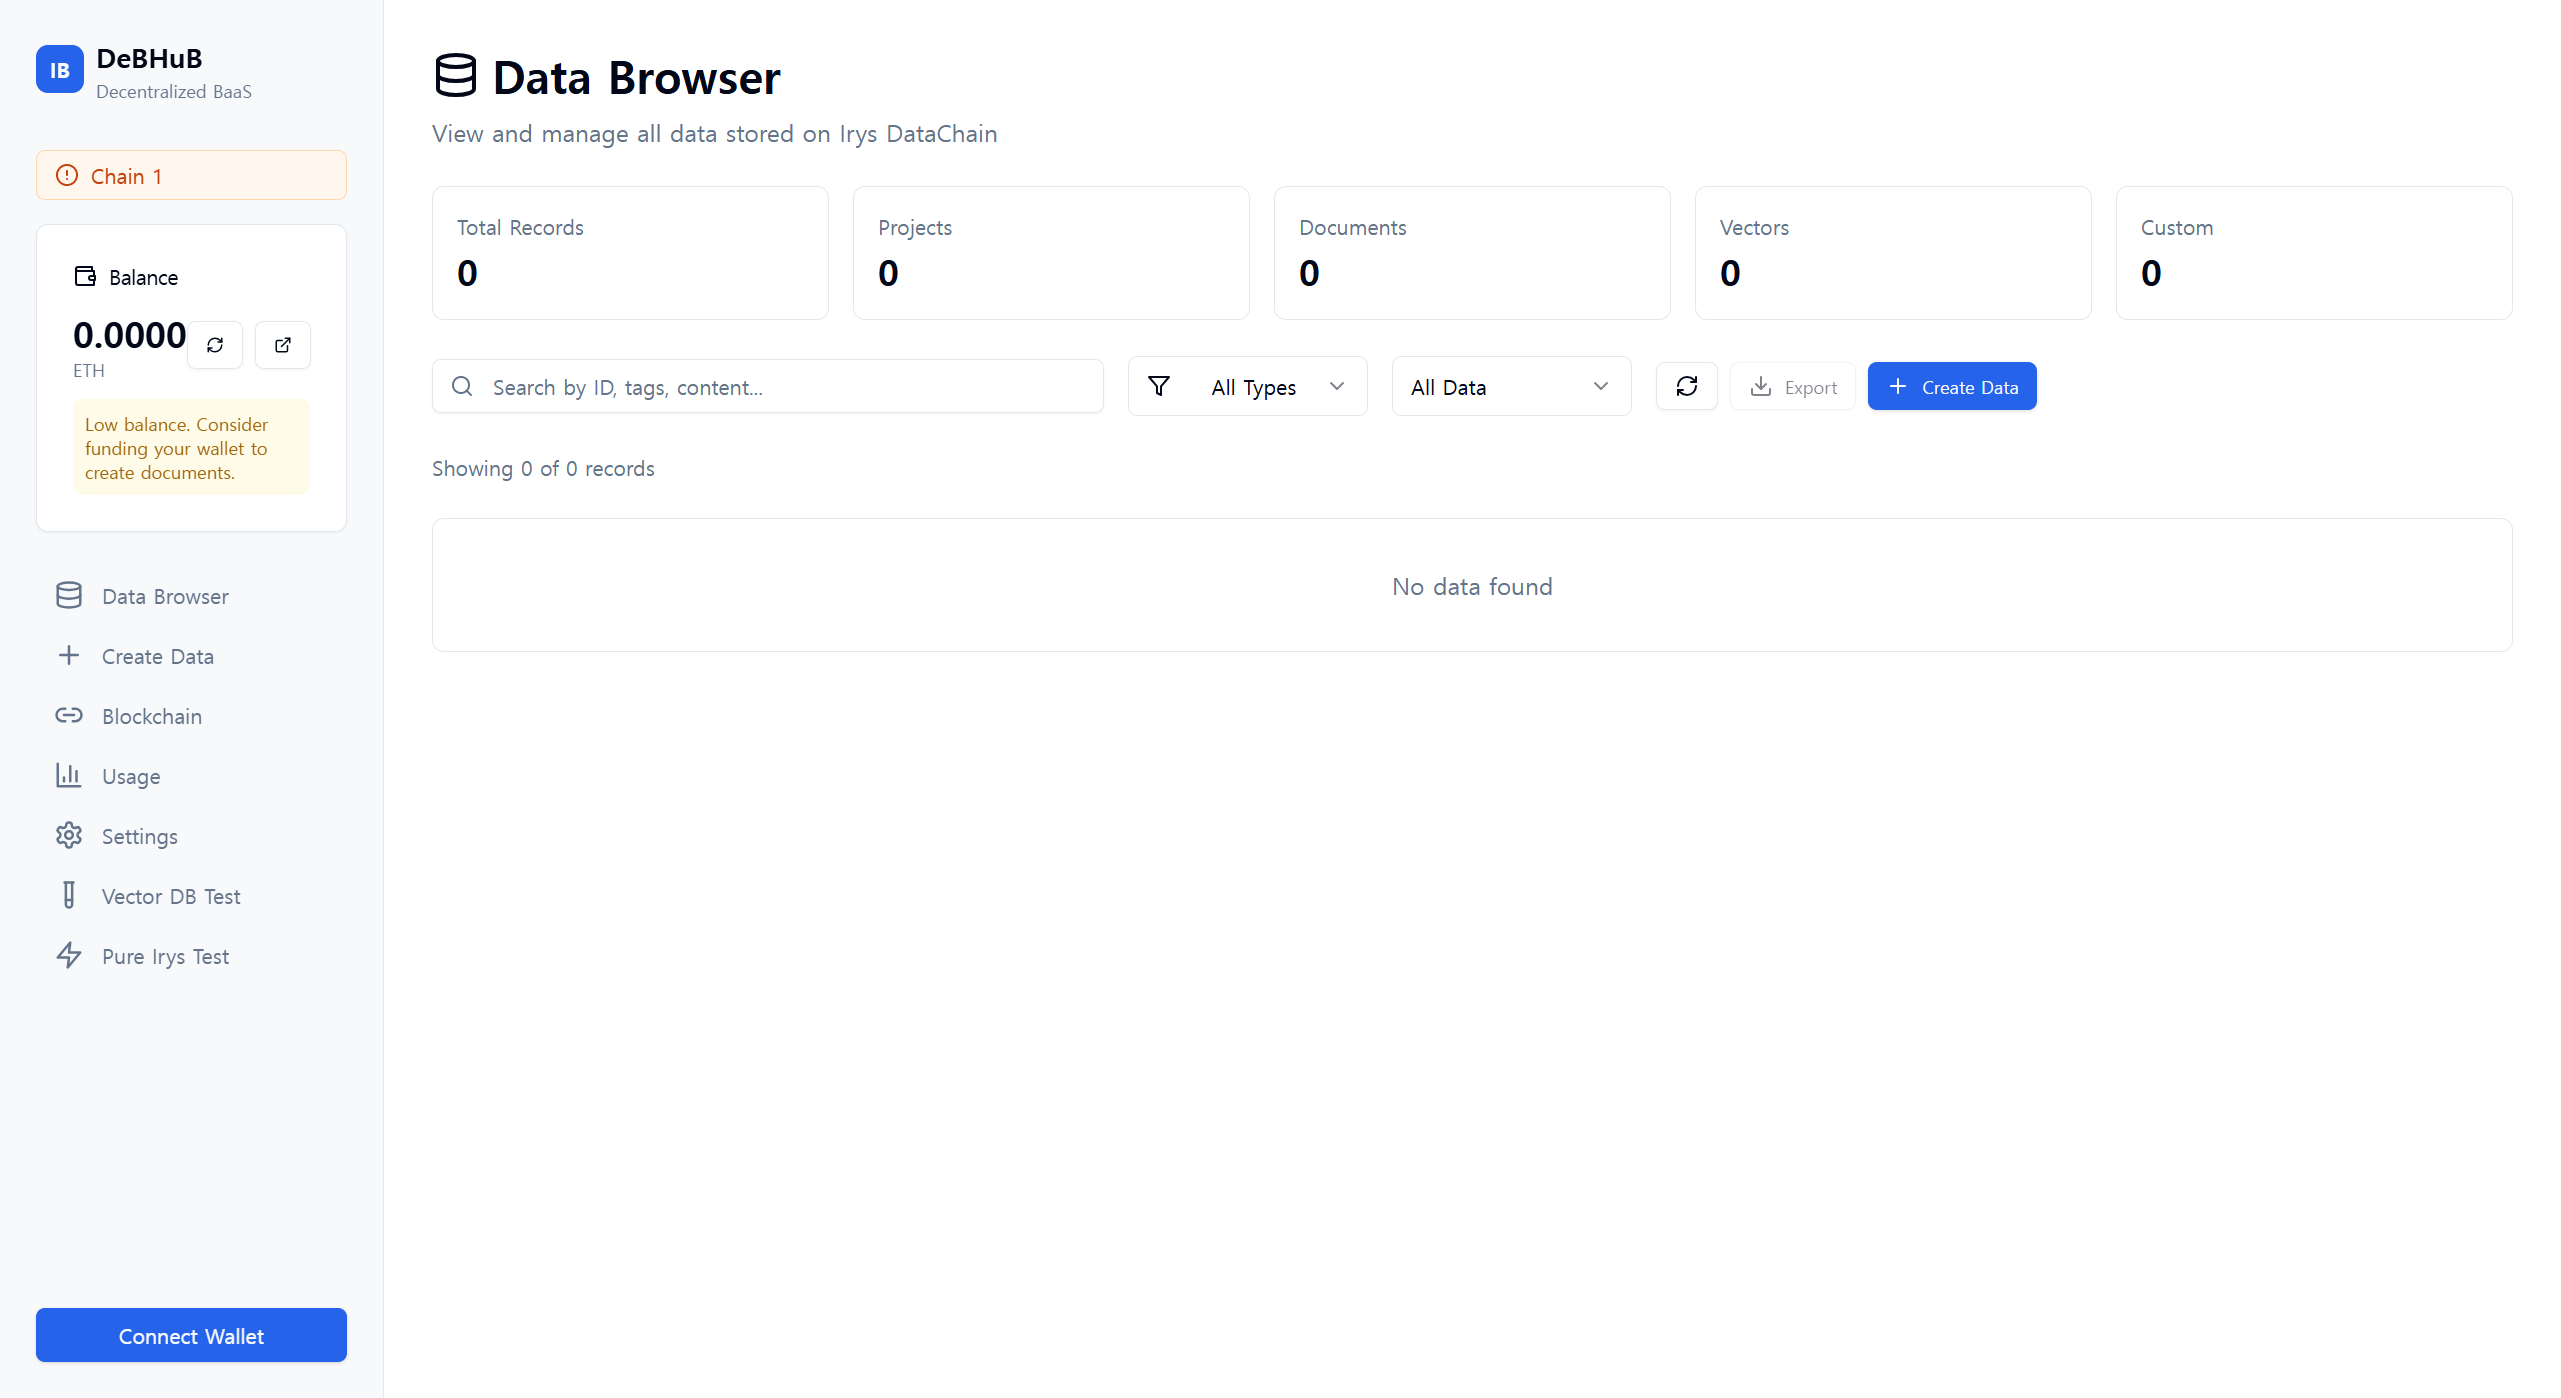 IB
DeBHuB
Decentralized BaaS
Chain 1
Balance
0.0000
ETH
Low balance. Consider
funding your wallet to
create documents.
Data Browser
Create Data
Blockchain
Usage
Settings
Vector DB Test
Pure Irys Test
Connect Wallet
Data Browser
View and manage all data stored on Irys DataChain
Total Records
0
Projects
0
Documents
0
Vectors
0
Custom
0
Search by ID, tags, content...
All Types
All Data
Export
Create Data
Showing 0 of 0 records
No data found